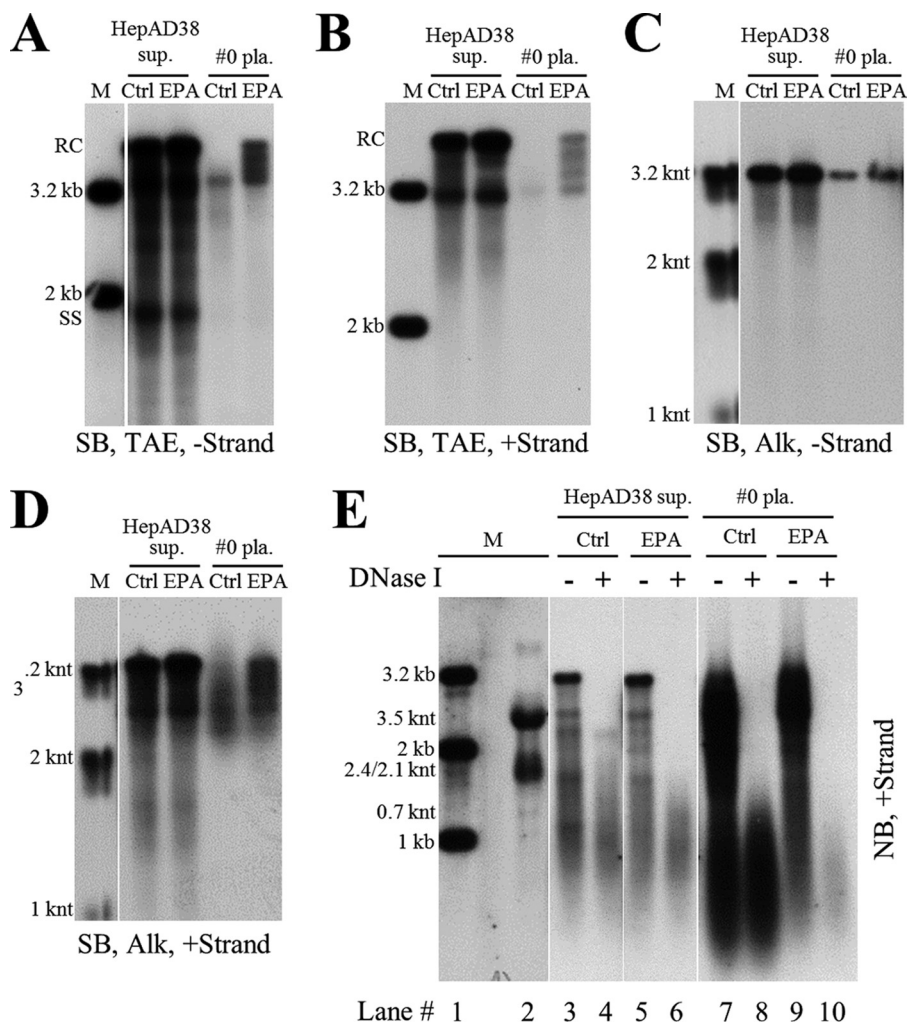 A
HepAD38
sup. #0 pla.
M Ctrl EPA Ctrl EPA
RC
3.2 kb
2 kb
SS
SB, TAE, -Strand
B
HepAD38
sup. #0 pla.
M Ctrl EPA Ctrl EPA
RC
3.2 kb
2 kb
SB, TAE, +Strand
C
HepAD38
sup. #0 pla.
M Ctrl EPA Ctrl EPA
3.2 knt
2 knt
1 knt
SB, Alk, -Strand
D
HepAD38
sup. #0 pla.
M Ctrl EPA Ctrl EPA
.2 knt
3
2 knt
1 knt
SB, Alk, +Strand
E
HepAD38 sup. #0 pla.
M Ctrl EPA Ctrl EPA
DNase I - + - + - + - +
3.2 kb
3.5 knt
2 kb
2.4/2.1 knt
0.7 knt
1 kb
NB, +Strand
Lane # 1 2 3 4 5 6 7 8 9 10